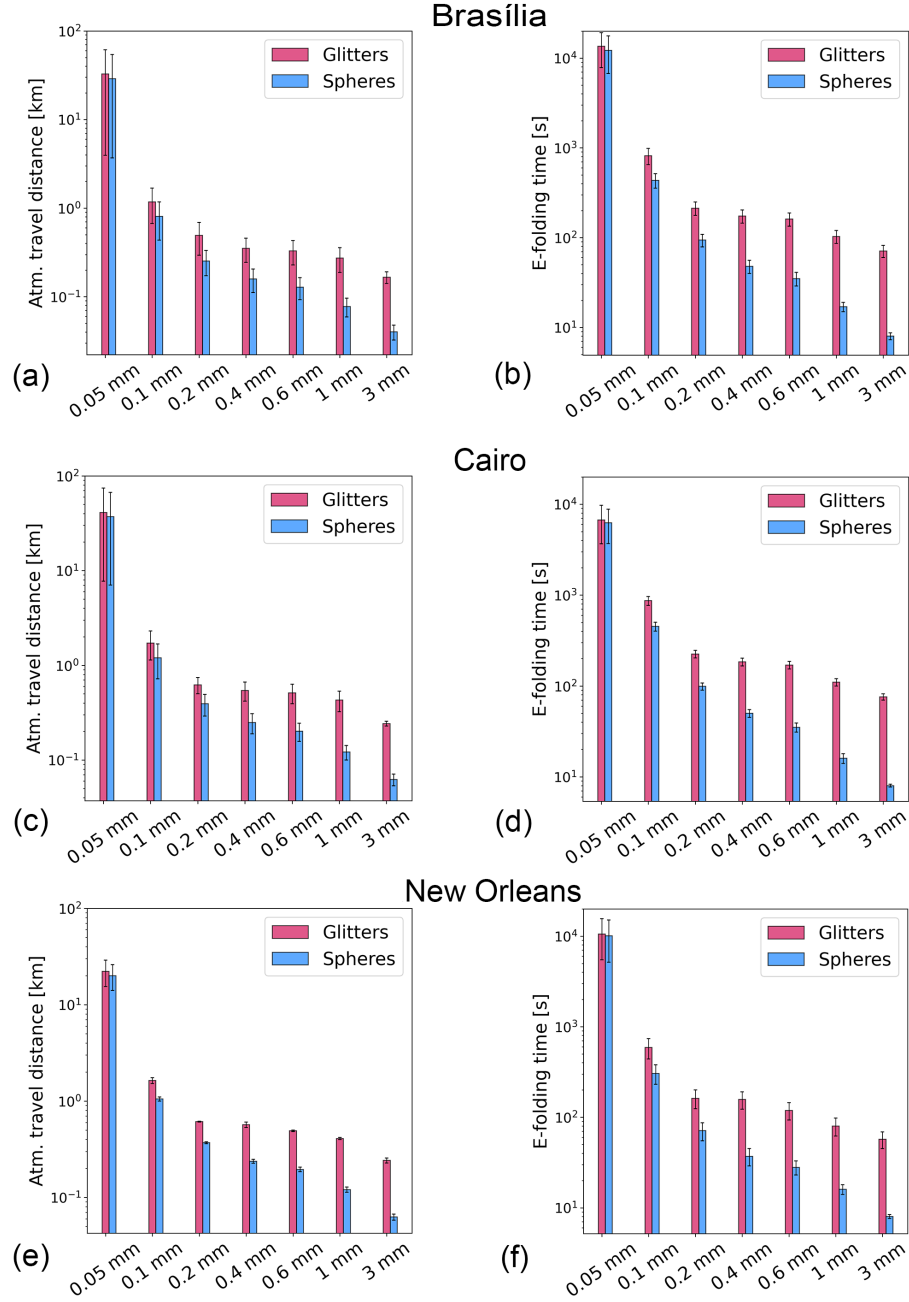 Brasília
Atm. travel distance [km]
10²
10¹
10⁰
10⁻¹
Glitters
Spheres
(a)
0.05 mm
0.1 mm
0.2 mm
0.4 mm
0.6 mm
1 mm
3 mm
E-folding time [s]
10⁴
10³
10²
10¹
Glitters
Spheres
(b)
0.05 mm
0.1 mm
0.2 mm
0.4 mm
0.6 mm
1 mm
3 mm
Cairo
Atm. travel distance [km]
10²
10¹
10⁰
10⁻¹
Glitters
Spheres
(c)
0.05 mm
0.1 mm
0.2 mm
0.4 mm
0.6 mm
1 mm
3 mm
E-folding time [s]
10⁴
10³
10²
10¹
Glitters
Spheres
(d)
0.05 mm
0.1 mm
0.2 mm
0.4 mm
0.6 mm
1 mm
3 mm
New Orleans
Atm. travel distance [km]
10²
10¹
10⁰
10⁻¹
Glitters
Spheres
(e)
0.05 mm
0.1 mm
0.2 mm
0.4 mm
0.6 mm
1 mm
3 mm
E-folding time [s]
10⁴
10³
10²
10¹
Glitters
Spheres
(f)
0.05 mm
0.1 mm
0.2 mm
0.4 mm
0.6 mm
1 mm
3 mm